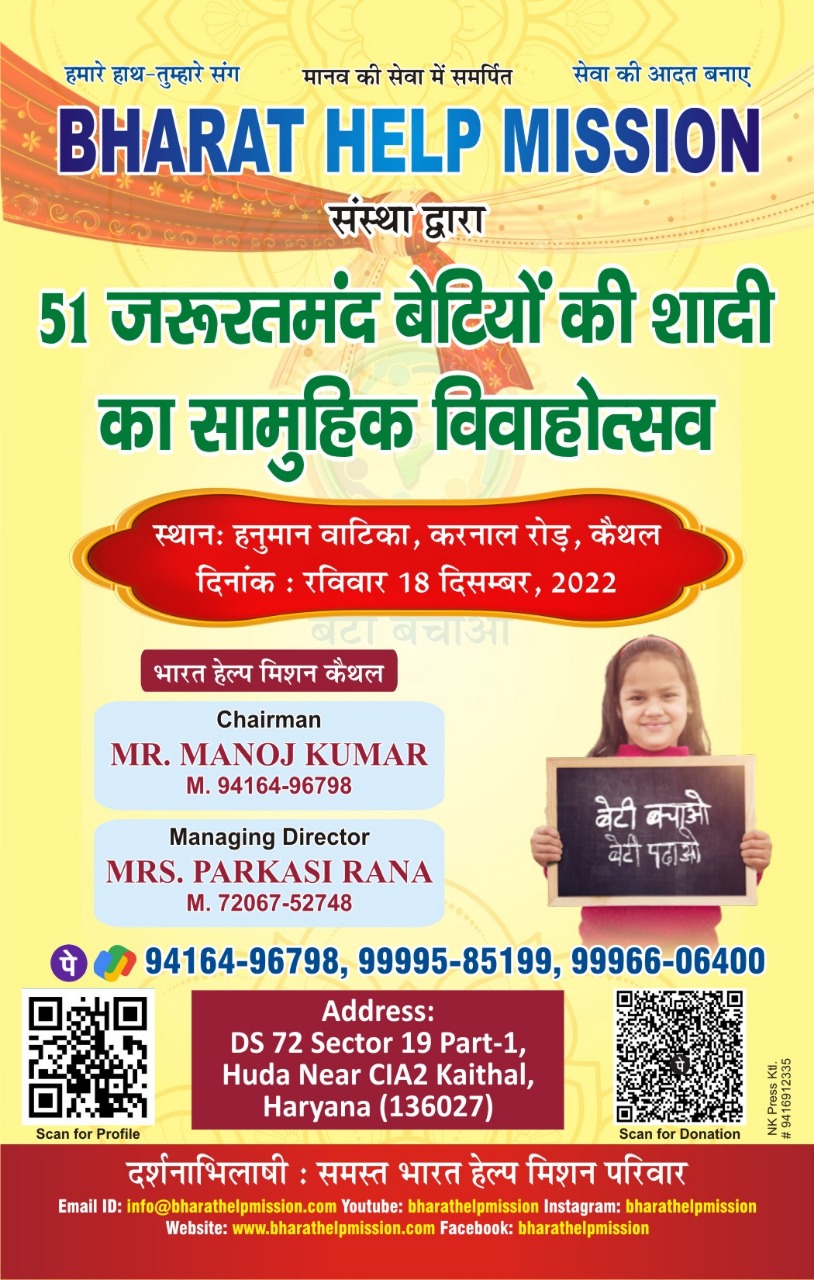 हमारे हाथ-तुम्हारे संग मानव की सेवा में समर्पित सेवा की आदत बनाए
BHARAT HELP MISSION
संस्था द्वारा
51 जरूरतमंद बेटियों की शादी
का सामुहिक विवाहोत्सव
स्थान: हनुमान वाटिका, करनाल रोड़, कैथल
दिनांक : रविवार 18 दिसम्बर, 2022
बेटी बचाओ
भारत हेल्प मिशन कैथल
Chairman
MR. MANOJ KUMAR
M. 94164-96798
Managing Director
MRS. PARKASI RANA
M. 72067-52748
बेटी बचाओ
बेटी पढाओ
पे 94164-96798, 99995-85199, 99966-06400
Address:
DS 72 Sector 19 Part-1,
Huda Near CIA2 Kaithal,
Haryana (136027)
Scan for Profile
पे
Scan for Donation
NK Press Ktl.
# 9416912335
दर्शनाभिलाषी : समस्त भारत हेल्प मिशन परिवार
Email ID: info@bharathelpmission.com Youtube: bharathelpmission Instagram: bharathelpmission
Website: www.bharathelpmission.com Facebook: bharathelpmission